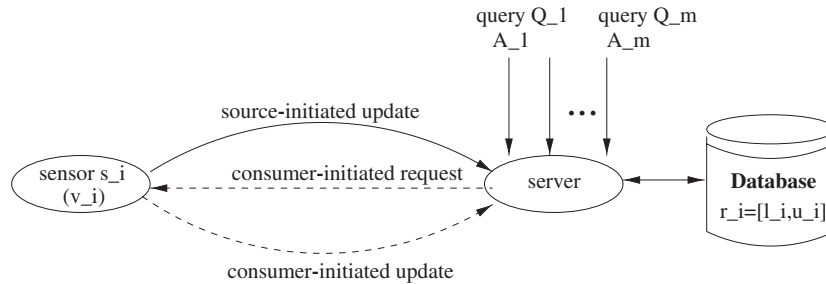 query Q_1
A_1
query Q_m
A_m
...
source-initiated update
sensor s_i
(v_i)
consumer-initiated request
server
Database
r_i=[l_i,u_i]
consumer-initiated update